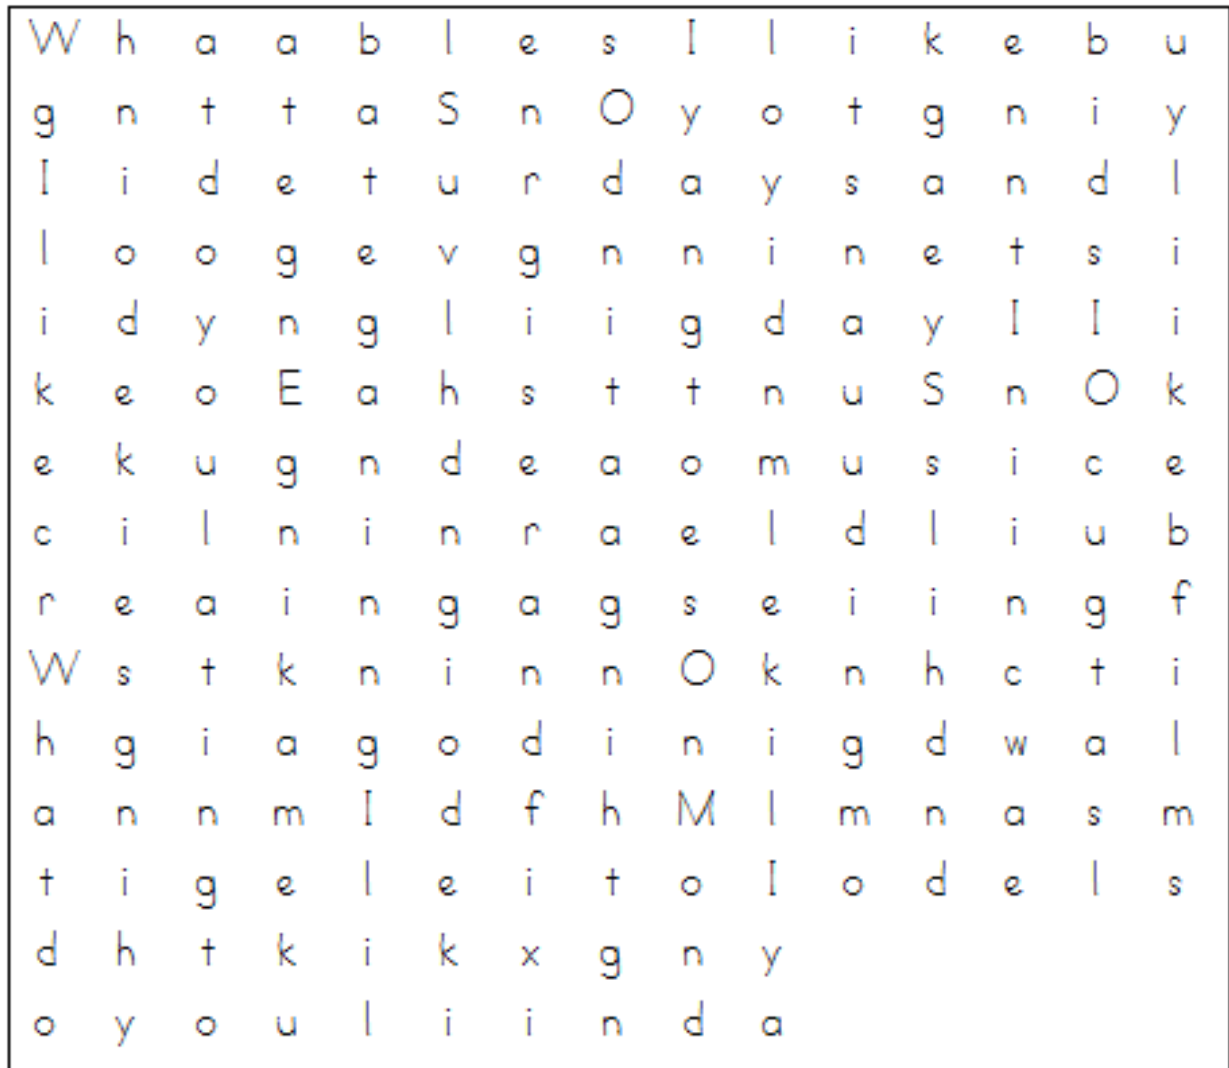 W h a a b l e s I l i k e b u
g n t t a S n O y o t g n i y
I i d e t u r d a y s a n d l
l o o g e v g n n i n e t s i
i d y n g l i i g d a y I I i
k e o E a h s t t n u S n O k
e k u g n d e a o m u s i c e
c i l n i n r a e l d l i u b
r e a i n g a g s e i i n g f
W s t k n i n n O k n h c t i
h g i a g o d i n i g d w a l
a n n m I d f h M l m n a s m
t i g e l e i t o I o d e l s
d h t k i k x g n y
o y o u l i i n d a